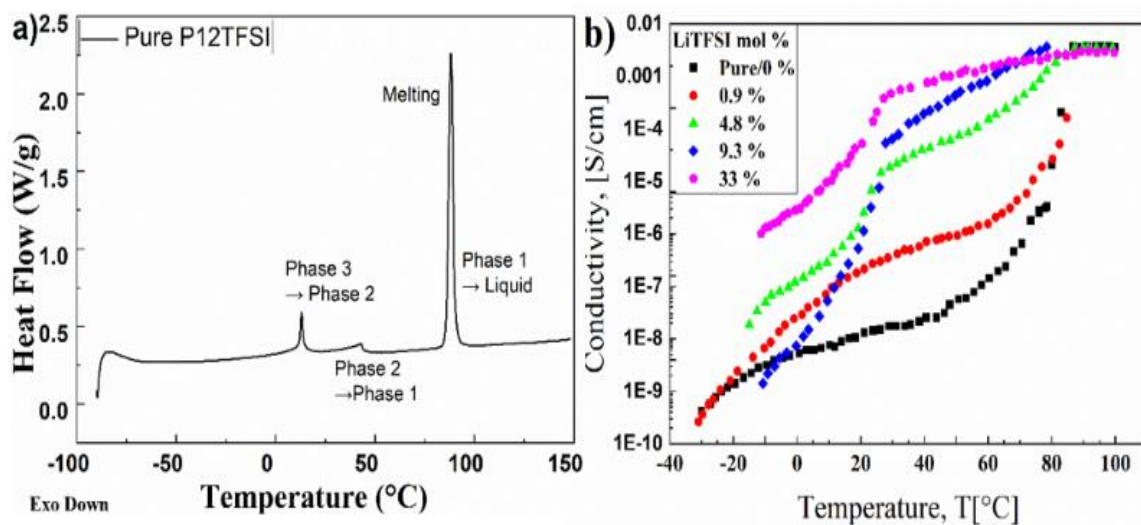 a)
Pure P12TFSI
2.5
2.0
1.5
1.0
0.5
0.0
Heat Flow (W/g)
Melting
Phase 3
→ Phase 2
Phase 1
→ Liquid
Phase 2
→Phase 1
-100 -50 0 50 100 150
Temperature (°C)
Exo Down
b)
LiTFSI mol %
Pure/0 %
0.9 %
4.8 %
9.3 %
33 %
0.01
0.001
1E-4
1E-5
1E-6
1E-7
1E-8
1E-9
1E-10
Conductivity, [S/cm]
-40 -20 0 20 40 60 80 100
Temperature, T[°C]